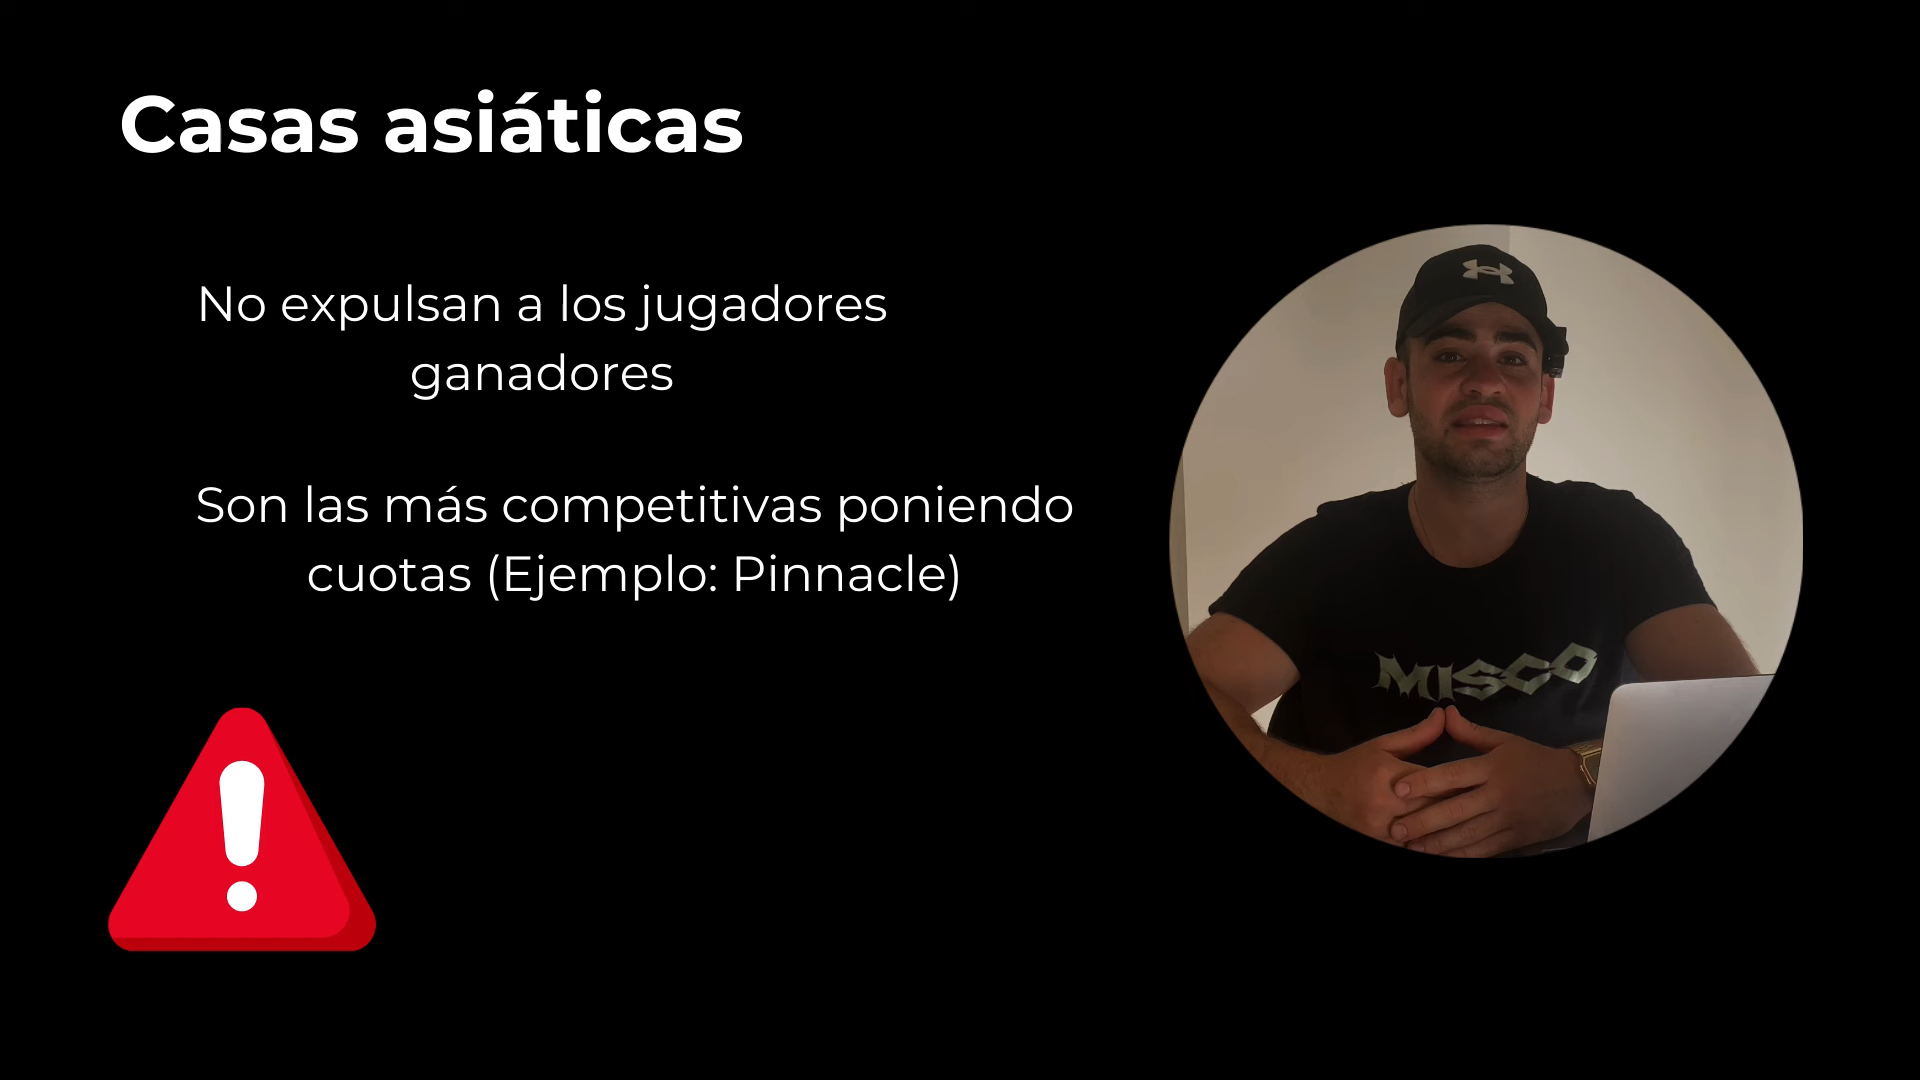 Casas asiáticas
No expulsan a los jugadores
ganadores
Son las más competitivas poniendo
cuotas (Ejemplo: Pinnacle)
MISCO